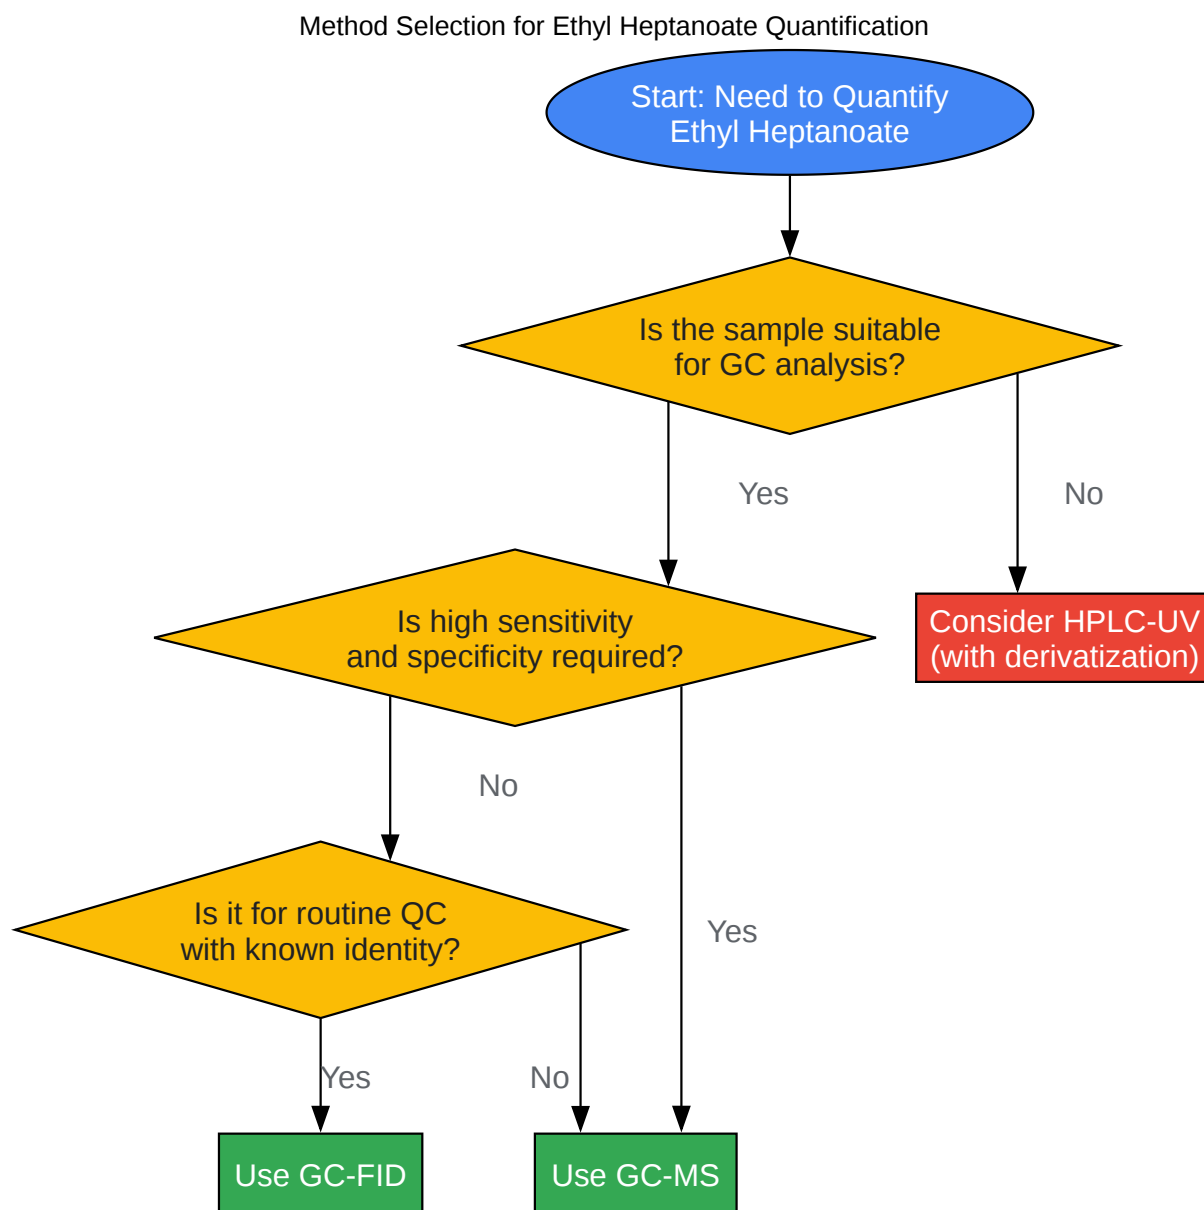 Method Selection for Ethyl Heptanoate Quantification
Start: Need to Quantify
Ethyl Heptanoate
Is the sample suitable
for GC analysis?
Yes
No
Is high sensitivity
and specificity required?
Consider HPLC-UV
(with derivatization)
No
Is it for routine QC
with known identity?
Yes
Yes
No
Use GC-FID
Use GC-MS